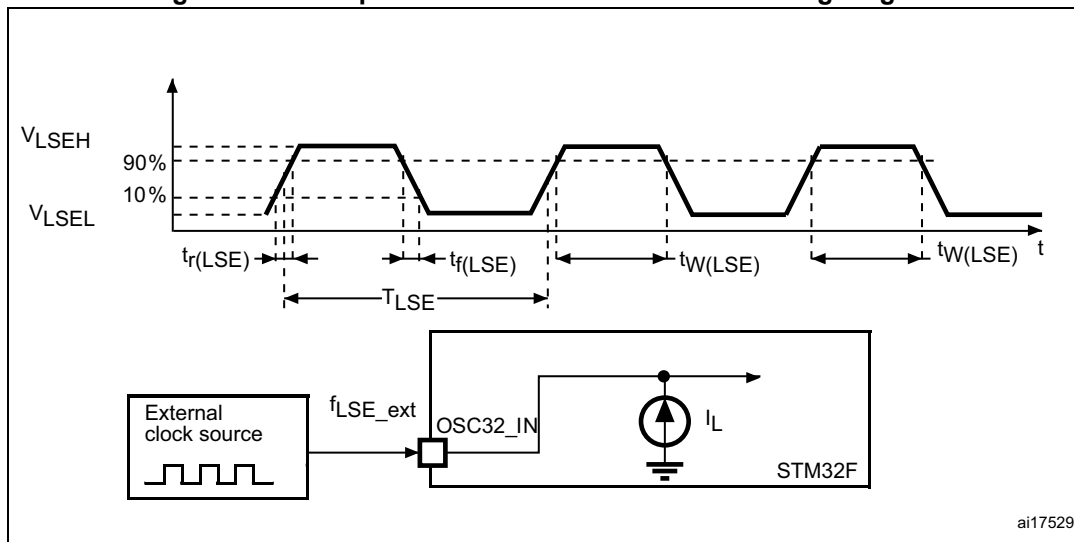 VLSEH
90%
10%
VLSEL
tr(LSE)
tf(LSE)
tW(LSE)
tW(LSE)
t
TLSE
External
clock source
fLSE_ext
OSC32_IN
IL
STM32F
ai17529